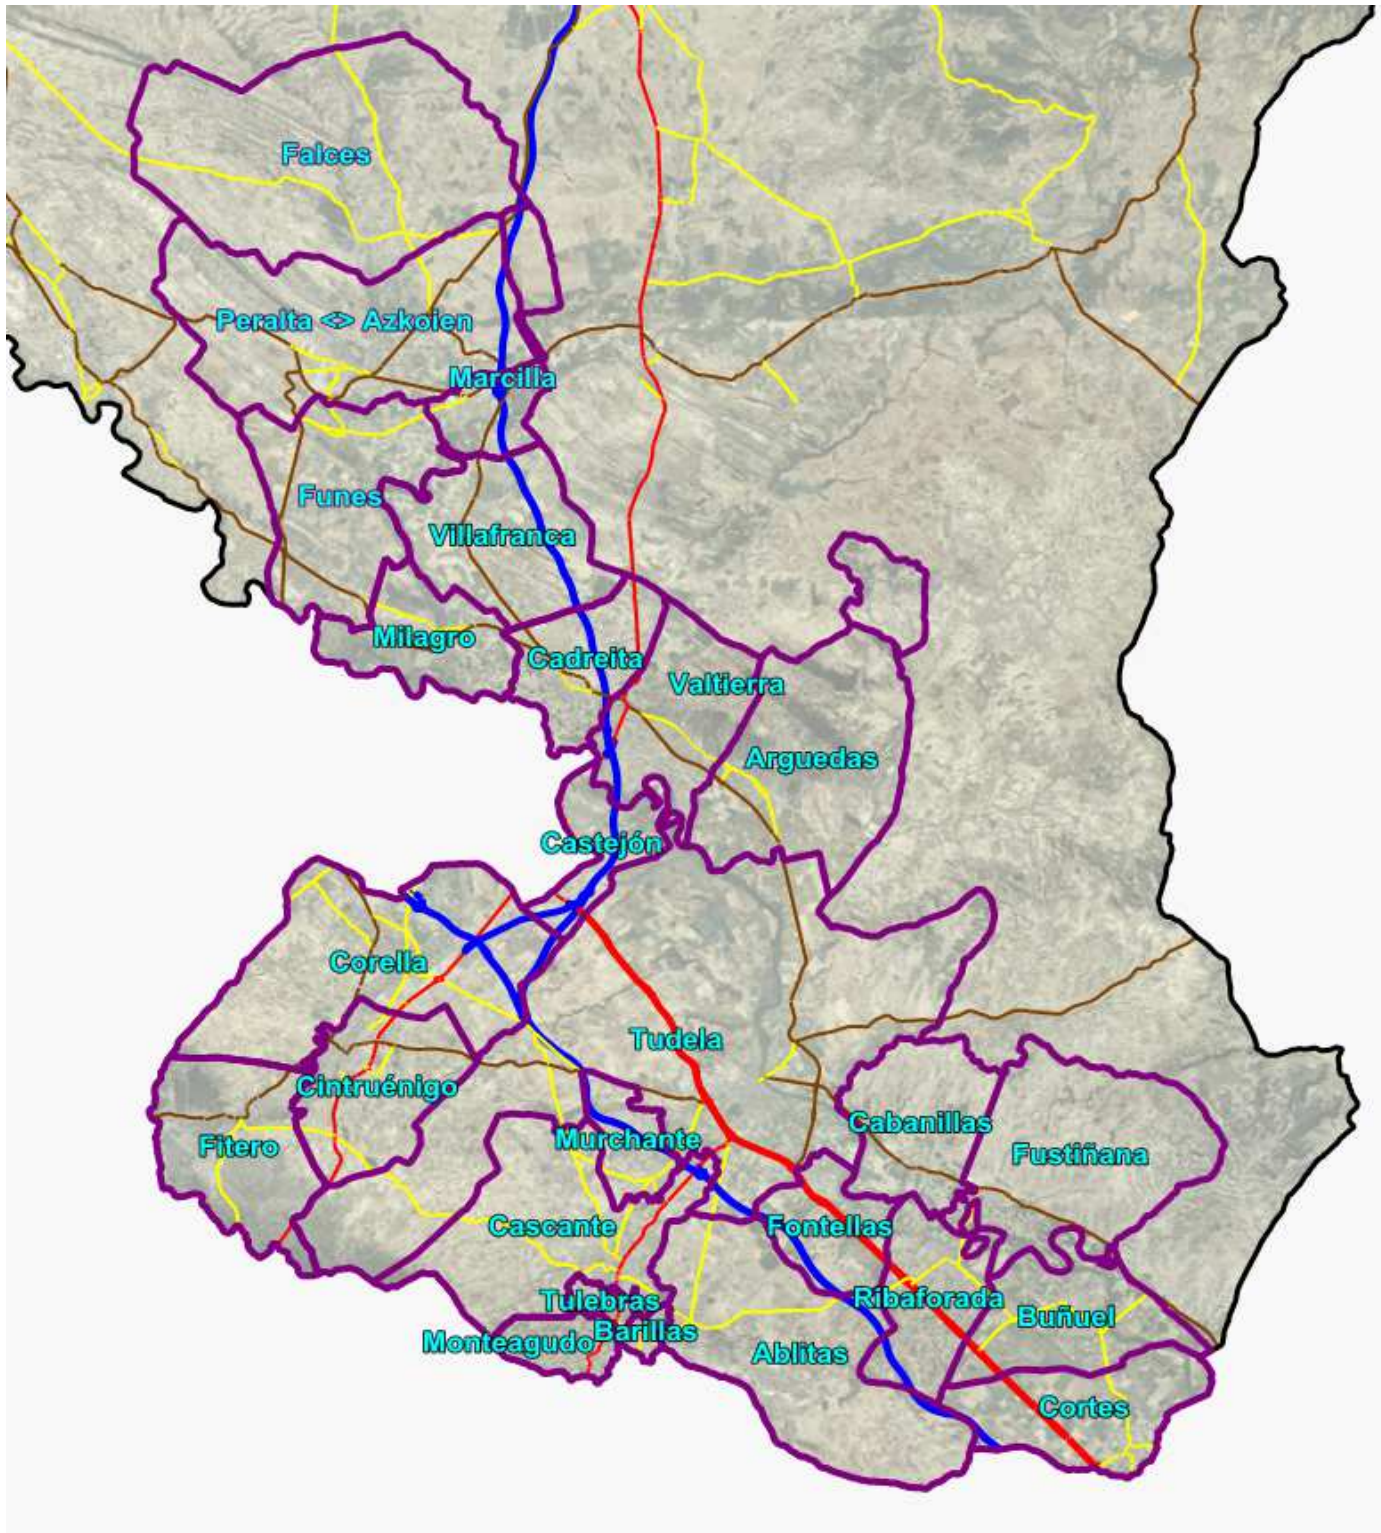 Falces
Peralta <> Azkoien
Marcilla
Funes
Villafranca
Milagro
Cadreita
Valtierra
Arguedas
Castejón
Corella
Tudela
Cintruénigo
Cabanillas
Murchante
Fitero
Fustiñana
Cascante
Fontellas
Tulebras
Ribaforada
Buñuel
Barillas
Monteagudo
Ablitas
Cortes